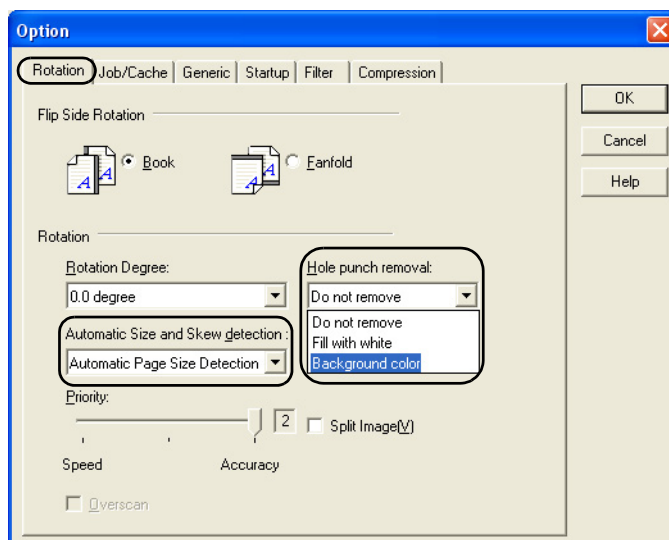 Option
Rotation Job/Cache Generic Startup Filter Compression
OK
Cancel
Help
Flip Side Rotation
A A Book A A Fanfold
Rotation
Rotation Degree:
0.0 degree
Hole punch removal:
Do not remove
Do not remove
Fill with white
Background color
Automatic Size and Skew detection :
Automatic Page Size Detection
Priority:
2
Split Image(V)
Speed Accuracy
Overscan